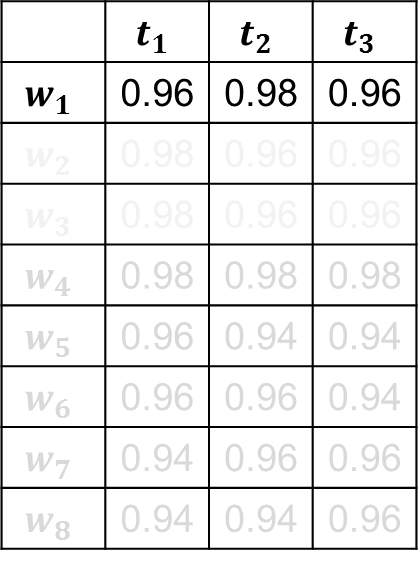 t₁ t₂ t₃
w₁ 0.96 0.98 0.96
w₂ 0.98 0.96 0.96
w₃ 0.98 0.96 0.96
w₄ 0.98 0.98 0.98
w₅ 0.96 0.94 0.94
w₆ 0.96 0.96 0.94
w₇ 0.94 0.96 0.96
w₈ 0.94 0.94 0.96